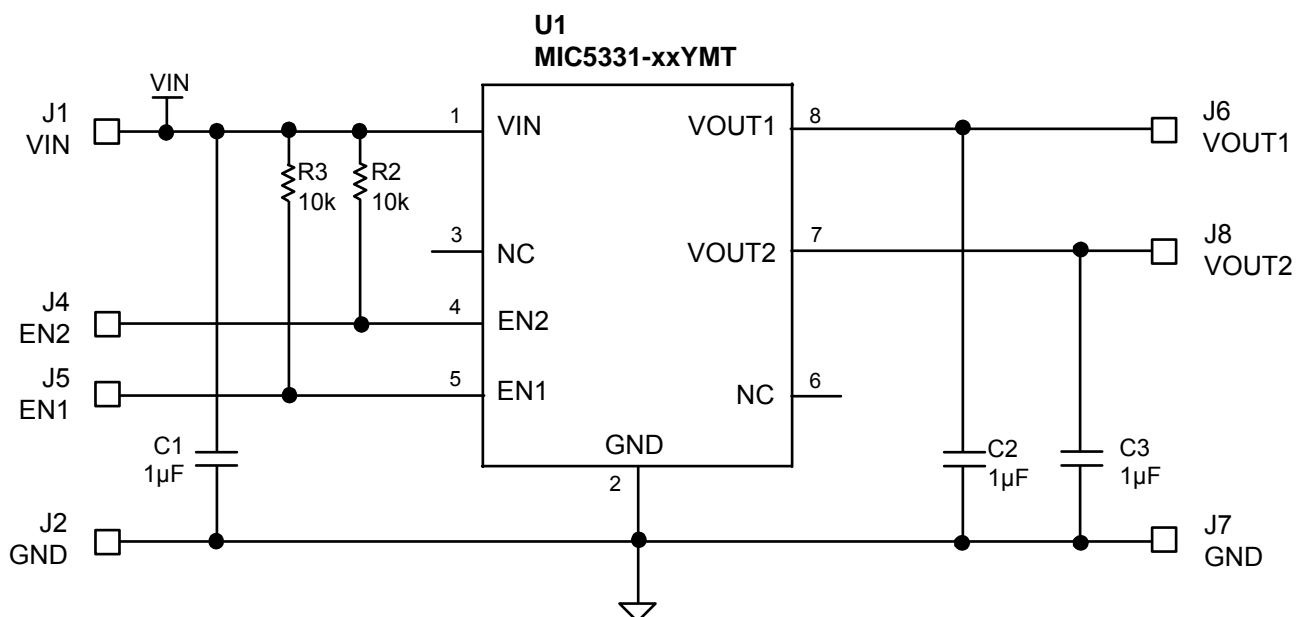 U1
MIC5331-xxYMT
VIN
J1
VIN
1
VIN
VOUT1
8
J6
VOUT1
R3
10k
R2
10k
3
NC
VOUT2
7
J8
VOUT2
J4
EN2
4
EN2
J5
EN1
5
EN1
NC
6
C1
1µF
GND
2
C2
1µF
C3
1µF
J2
GND
J7
GND